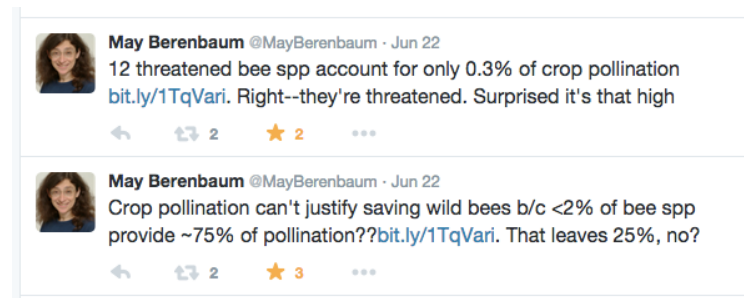 May Berenbaum @MayBerenbaum · Jun 22
12 threatened bee spp account for only 0.3% of crop pollination
bit.ly/1TqVari. Right--they're threatened. Surprised it's that high
2 2
May Berenbaum @MayBerenbaum · Jun 22
Crop pollination can't justify saving wild bees b/c <2% of bee spp
provide ~75% of pollination??bit.ly/1TqVari. That leaves 25%, no?
2 3